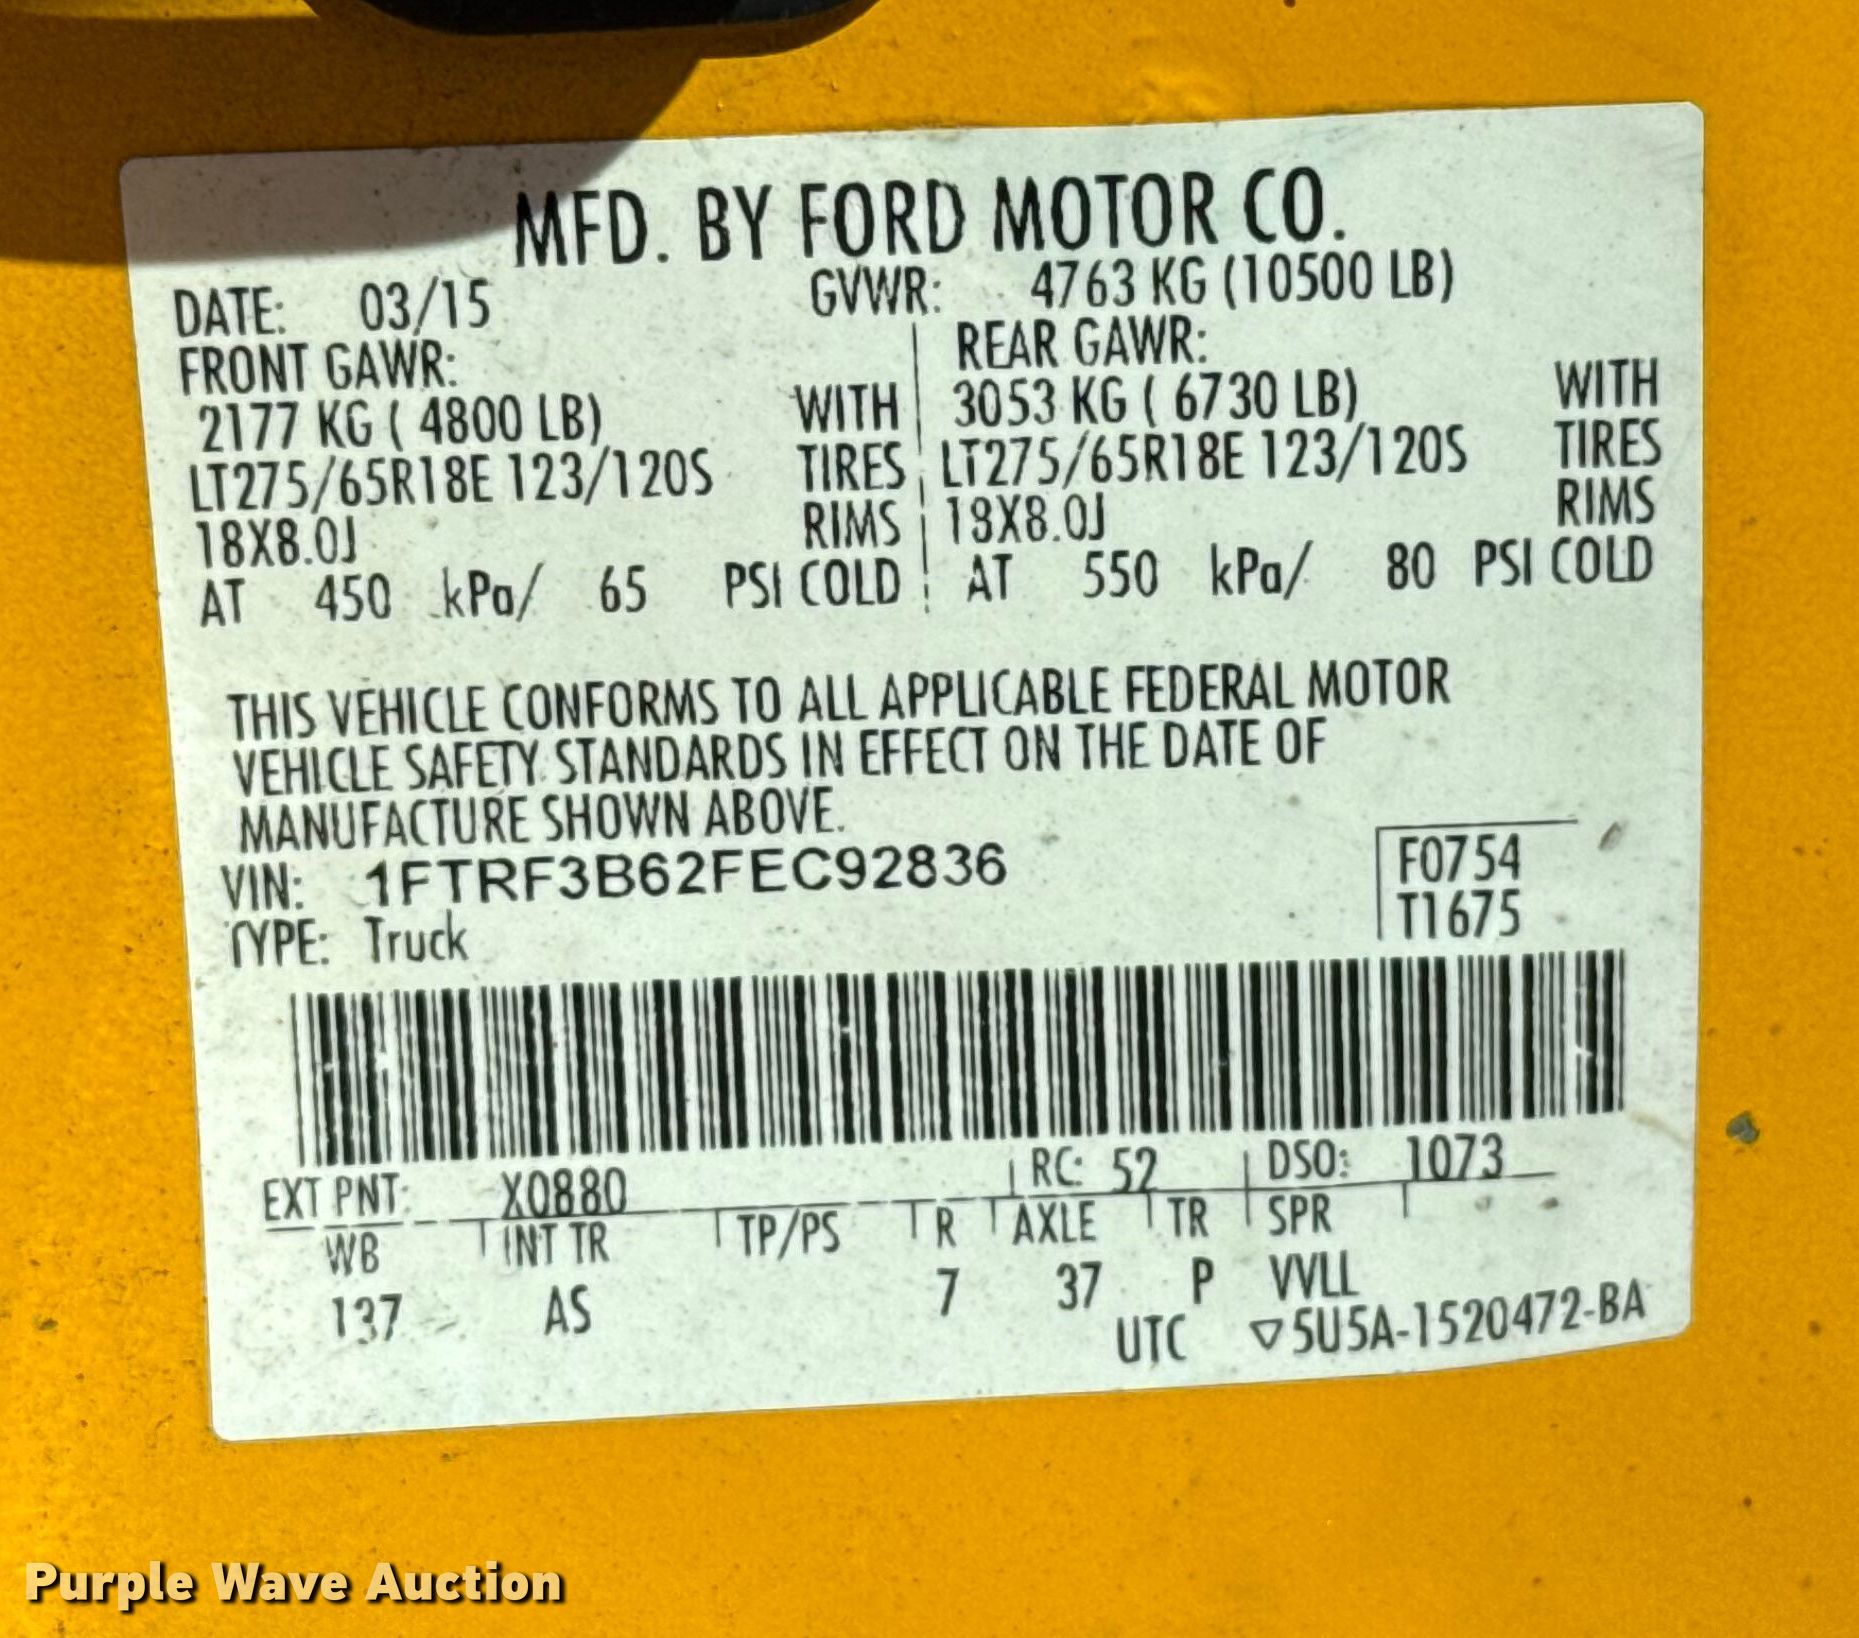 MFD. BY FORD MOTOR CO.
DATE: 03/15 GVWR: 4763 KG (10500 LB)
FRONT GAWR: REAR GAWR:
2177 KG ( 4800 LB) WITH 3053 KG ( 6730 LB) WITH
LT275/65R18E 123/120S TIRES LT275/65R18E 123/120S TIRES
18X8.0J RIMS 18X8.0J RIMS
AT 450 kPa/ 65 PSI COLD AT 550 kPa/ 80 PSI COLD
THIS VEHICLE CONFORMS TO ALL APPLICABLE FEDERAL MOTOR
VEHICLE SAFETY STANDARDS IN EFFECT ON THE DATE OF
MANUFACTURE SHOWN ABOVE.
VIN: 1FTRF3B62FEC92836
F0754
TYPE: Truck
T1675
EXT PNT: X0880 RC: 52 DSO: 1073
WB INT TR TP/PS R AXLE TR SPR
137 AS 7 37 P VVLL
UTC ▽5U5A-1520472-BA
Purple Wave Auction